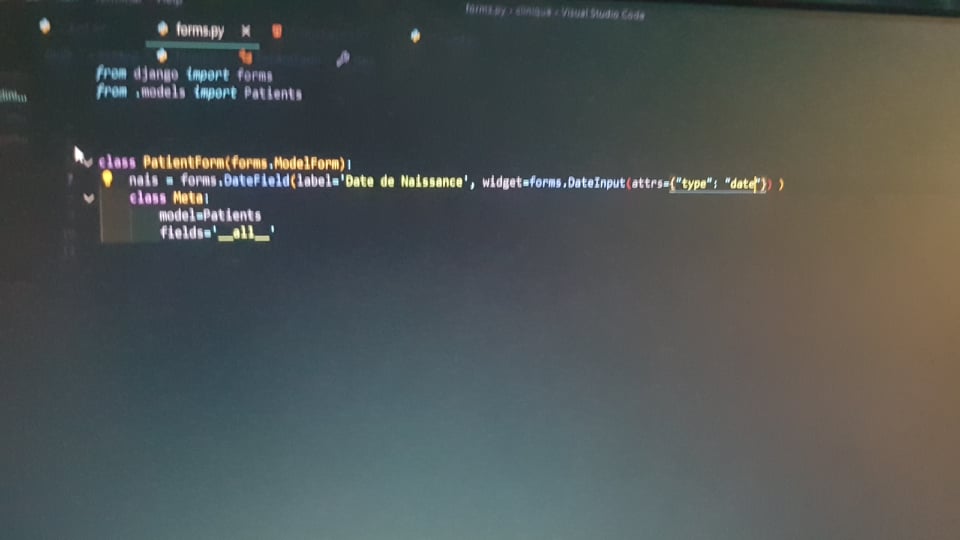 forms.py - clinique - Visual Studio Code
forms.py
from django import forms
from .models import Patients
class PatientForm(forms.ModelForm):
nais = forms.DateField(label='Date de Naissance', widget=forms.DateInput(attrs={"type": "date"}) )
class Meta:
model=Patients
fields='__all__'